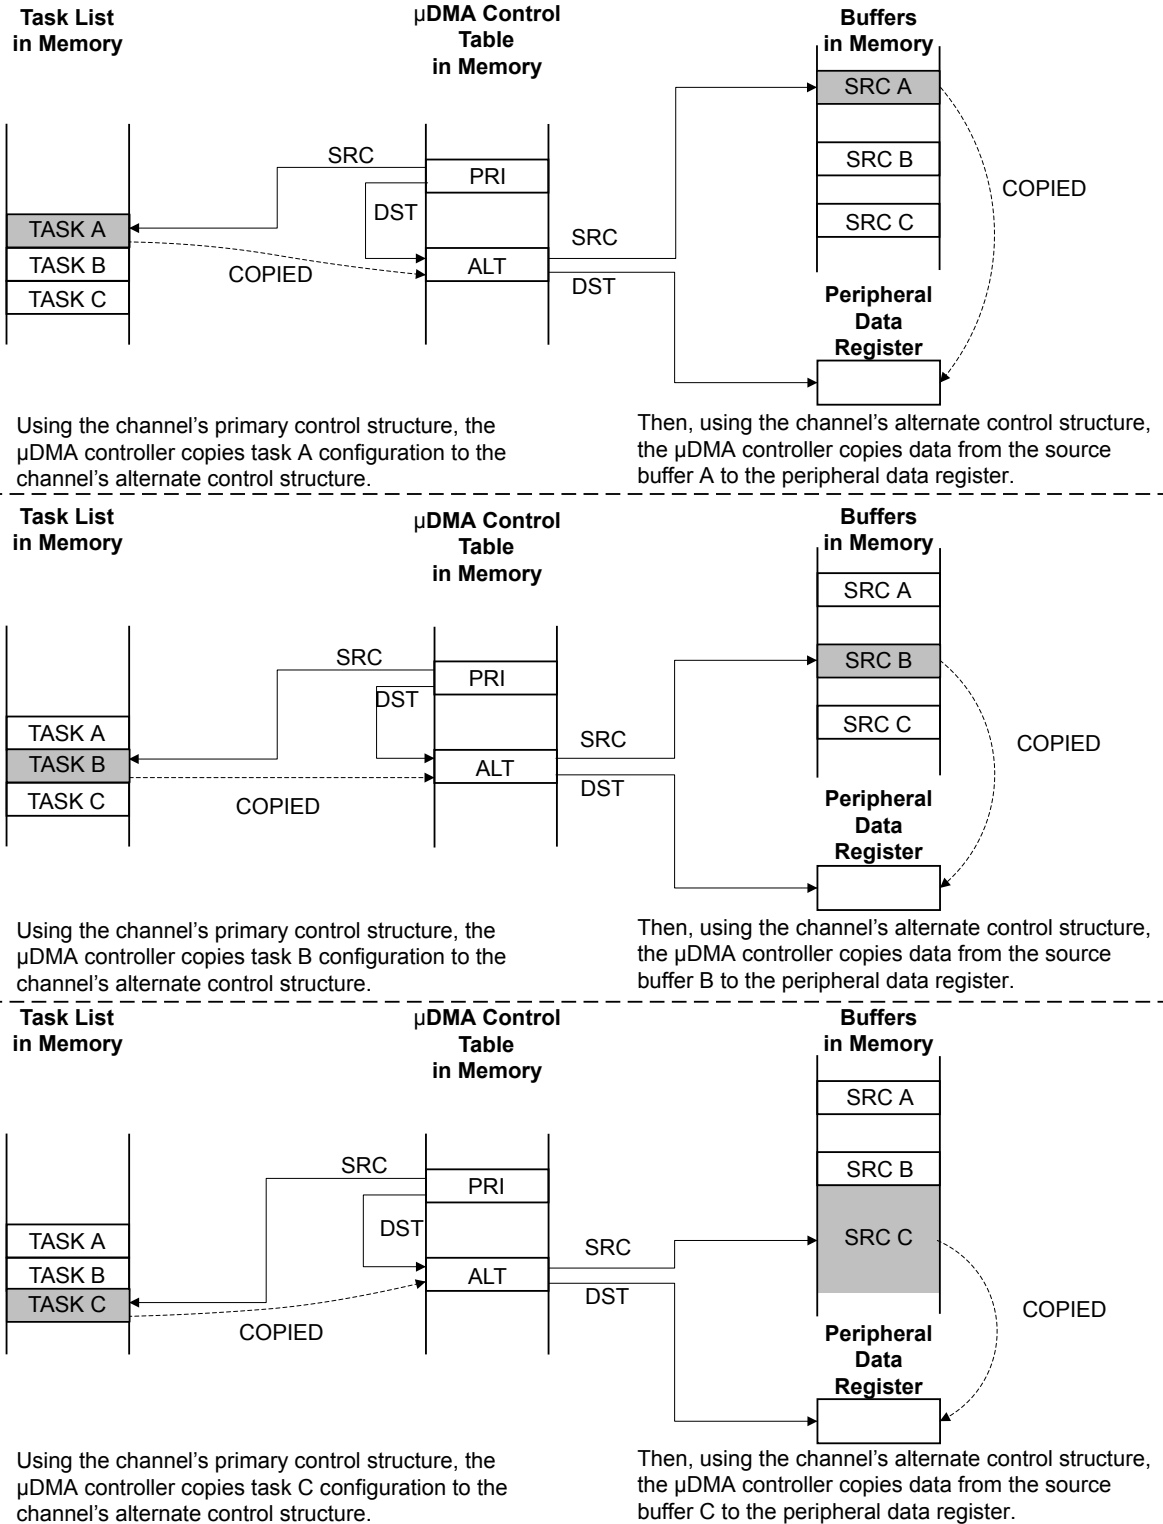 Task List
in Memory
µDMA Control
Table
in Memory
Buffers
in Memory
SRC A
SRC B
SRC C
COPIED
SRC
PRI
DST
TASK A
TASK B
TASK C
COPIED
ALT
SRC
DST
Peripheral
Data
Register
Using the channel’s primary control structure, the
µDMA controller copies task A configuration to the
channel’s alternate control structure.
Then, using the channel’s alternate control structure,
the µDMA controller copies data from the source
buffer A to the peripheral data register.
Task List
in Memory
µDMA Control
Table
in Memory
Buffers
in Memory
SRC A
SRC B
SRC C
COPIED
SRC
PRI
DST
TASK A
TASK B
TASK C
COPIED
ALT
SRC
DST
Peripheral
Data
Register
Using the channel’s primary control structure, the
µDMA controller copies task B configuration to the
channel’s alternate control structure.
Then, using the channel’s alternate control structure,
the µDMA controller copies data from the source
buffer B to the peripheral data register.
Task List
in Memory
µDMA Control
Table
in Memory
Buffers
in Memory
SRC A
SRC B
SRC C
COPIED
SRC
PRI
DST
TASK A
TASK B
TASK C
COPIED
ALT
SRC
DST
Peripheral
Data
Register
Using the channel’s primary control structure, the
µDMA controller copies task C configuration to the
channel’s alternate control structure.
Then, using the channel’s alternate control structure,
the µDMA controller copies data from the source
buffer C to the peripheral data register.